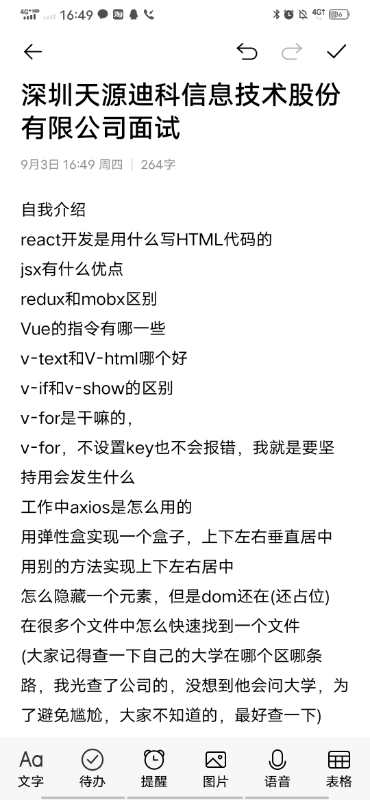 16:49
4G
深圳天源迪科信息技术股份
有限公司面试
9月3日 16:49 周四 | 264字
自我介绍
react开发是用什么写HTML代码的
jsx有什么优点
redux和mobx区别
Vue的指令有哪一些
v-text和V-html哪个好
v-if和v-show的区别
v-for是干嘛的，
v-for，不设置key也不会报错，我就是要坚
持用会发生什么
工作中axios是怎么用的
用弹性盒实现一个盒子，上下左右垂直居中
用别的方法实现上下左右居中
怎么隐藏一个元素，但是dom还在(还占位)
在很多个文件中怎么快速找到一个文件
(大家记得查一下自己的大学在哪个区哪条
路，我光查了公司的，没想到他会问大学，为
了避免尴尬，大家不知道的，最好查一下)
Aa
文字 待办 提醒 图片 语音 表格